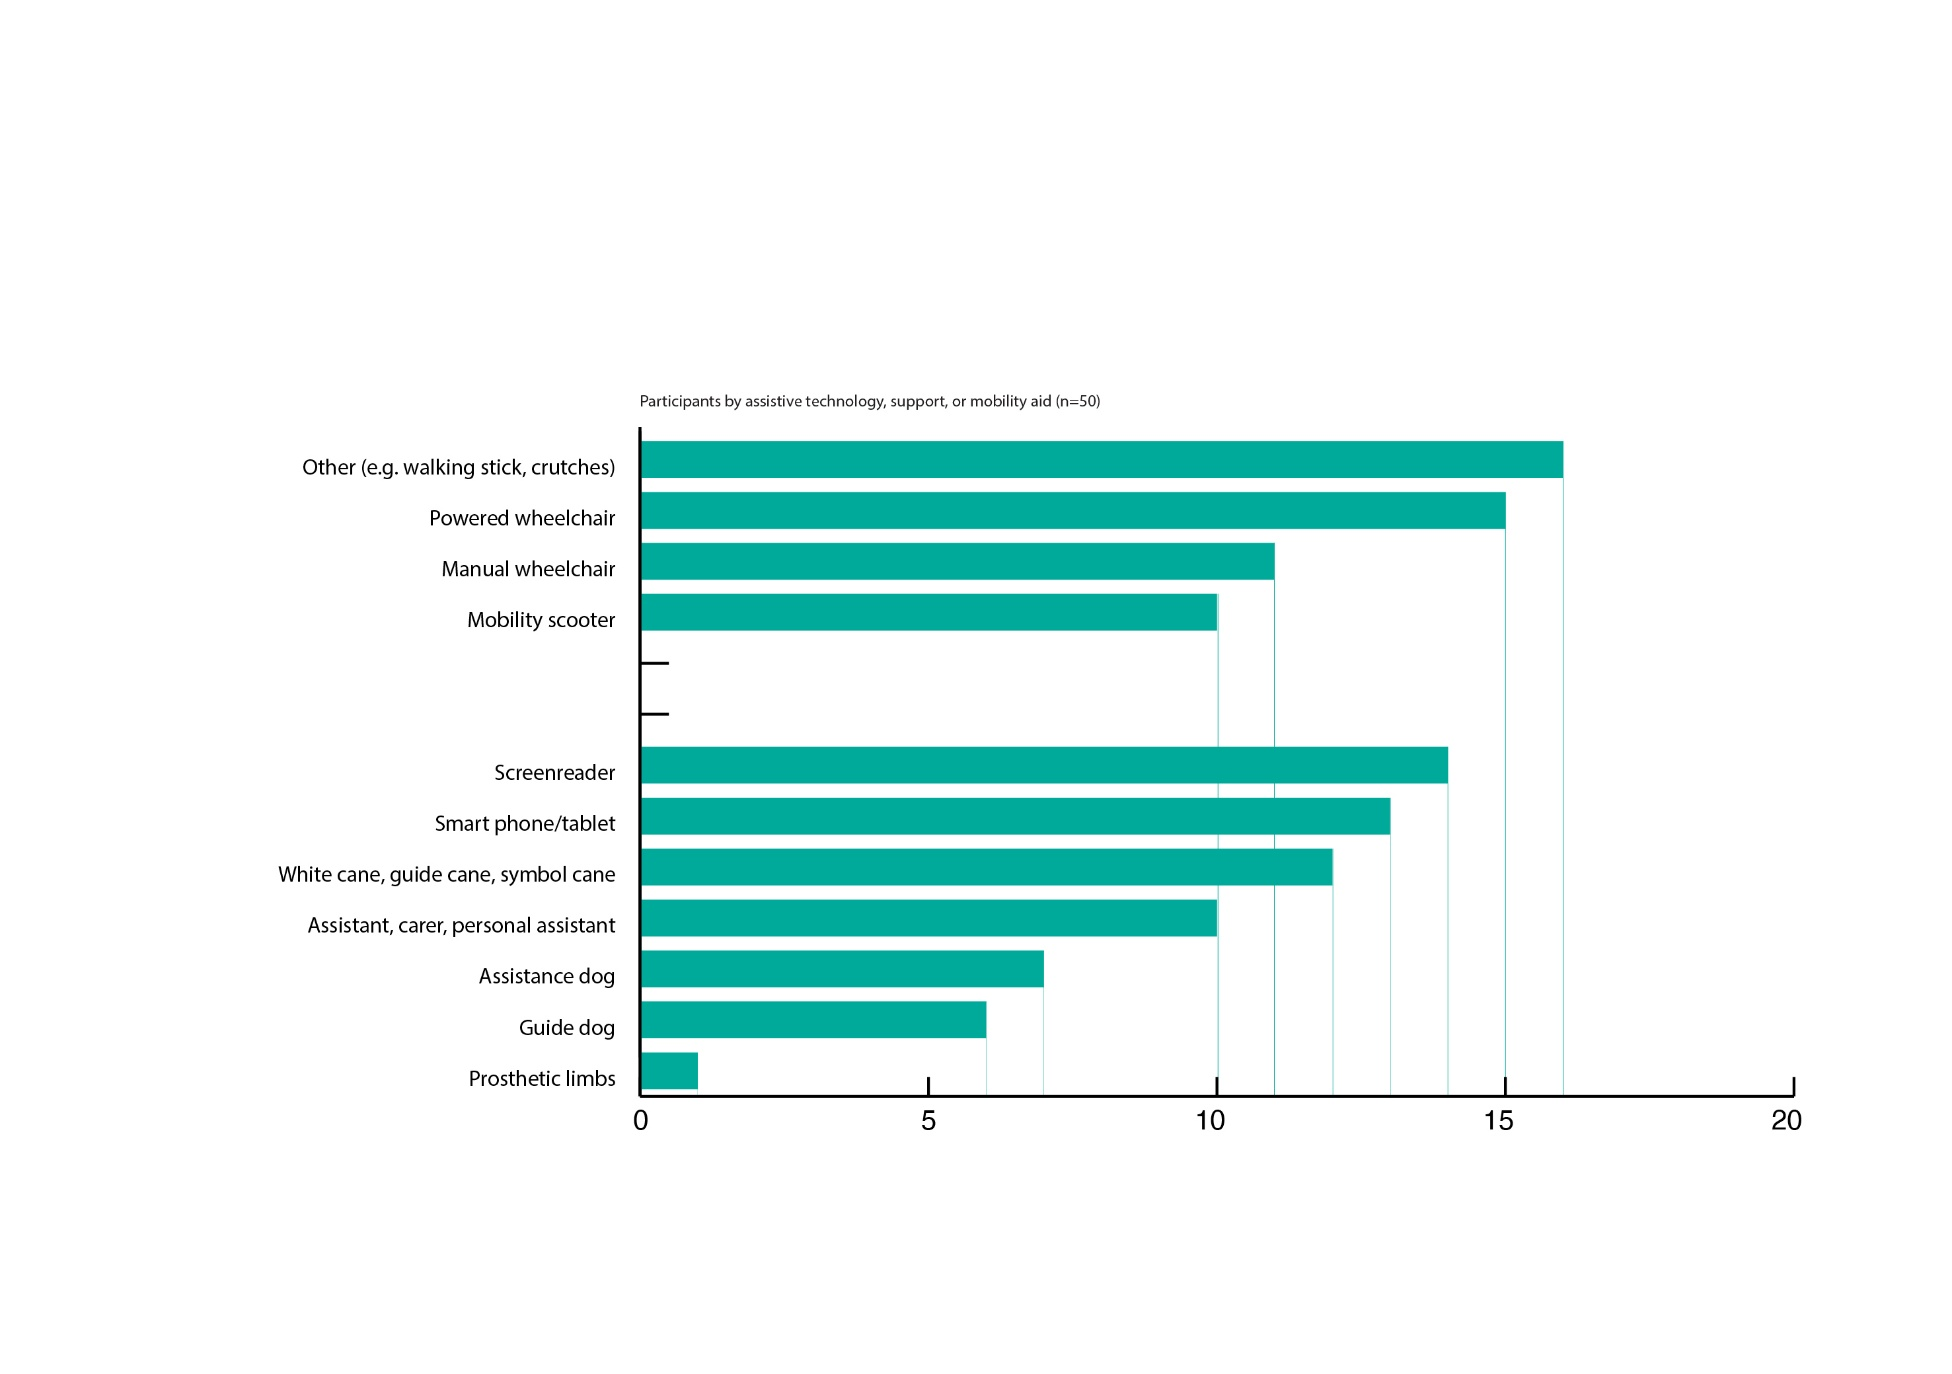 Participants by assistive technology, support, or mobility aid (n=50)
Other (e.g. walking stick, crutches)
Powered wheelchair
Manual wheelchair
Mobility scooter
Screenreader
Smart phone/tablet
White cane, guide cane, symbol cane
Assistant, carer, personal assistant
Assistance dog
Guide dog
Prosthetic limbs
0 5 10 15 20